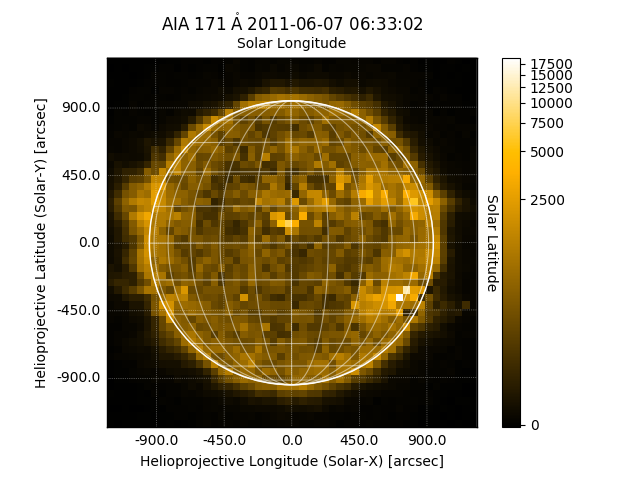 AIA 171 Å 2011-06-07 06:33:02
Solar Longitude
Helioprojective Latitude (Solar-Y) [arcsec]
900.0
450.0
0.0
-450.0
-900.0
-900.0 -450.0 0.0 450.0 900.0
Helioprojective Longitude (Solar-X) [arcsec]
Solar Latitude
17500
15000
12500
10000
7500
5000
2500
0